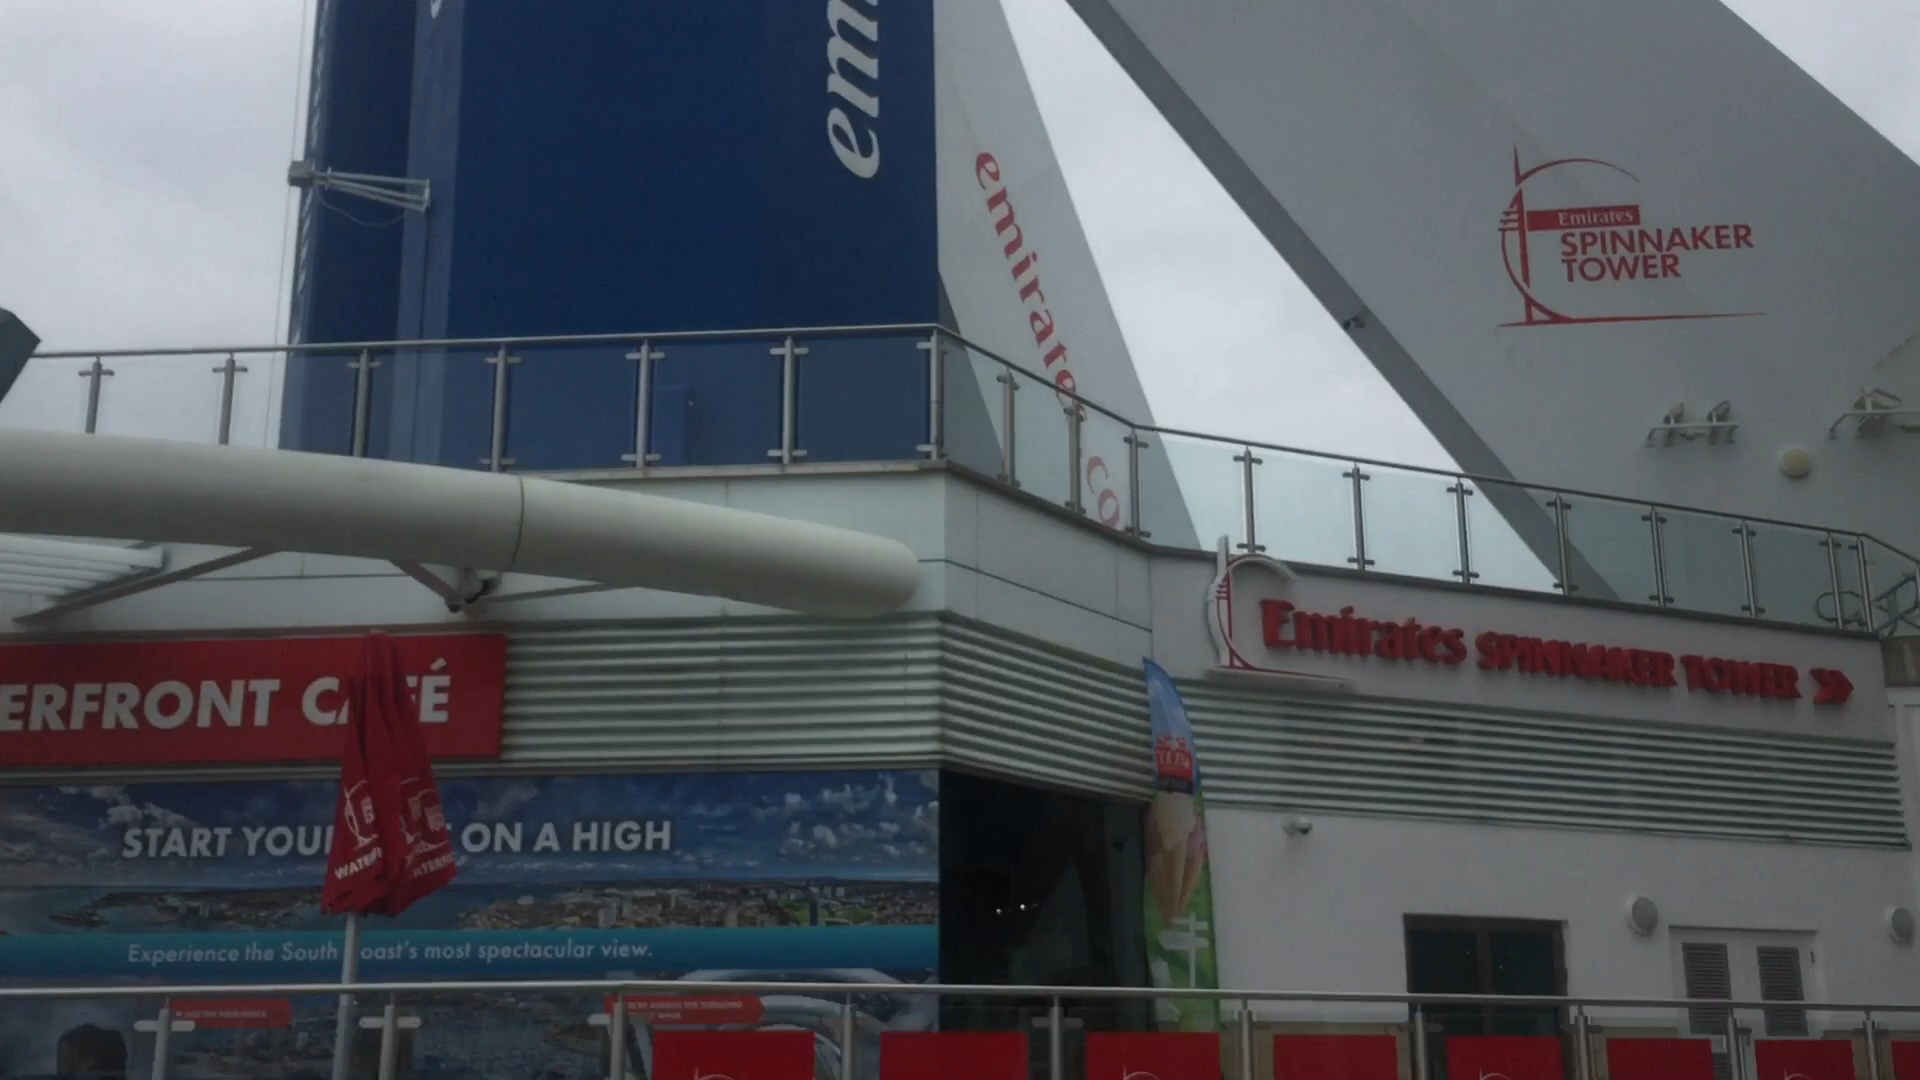 em
emirates.co
Emirates
SPINNAKER
TOWER
Emirates SPINNAKER TOWER »
ERFRONT CAFÉ
START YOU ON A HIGH
Experience the South oast's most spectacular view.